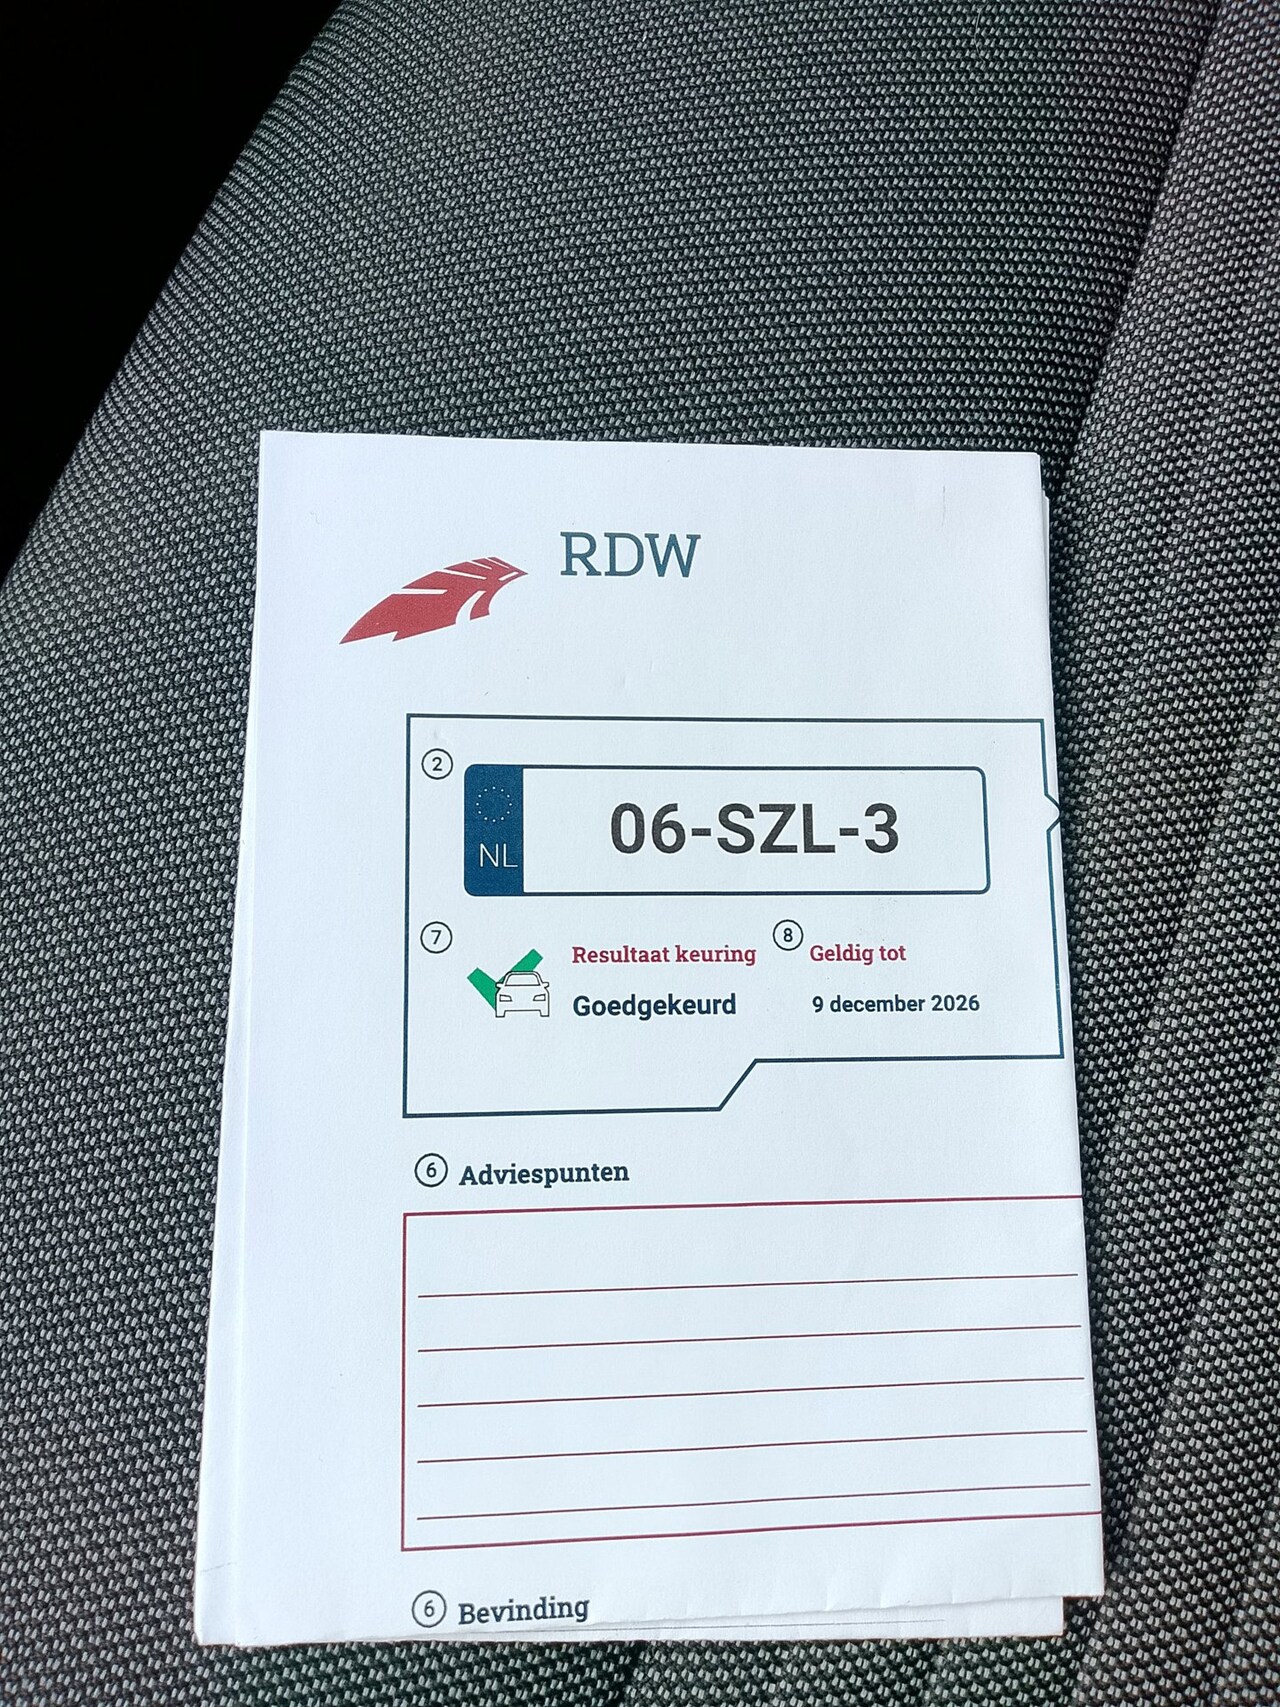 RDW
2
NL
06-SZL-3
7 Resultaat keuring 8 Geldig tot
Goedgekeurd 9 december 2026
6 Adviespunten
6 Bevinding